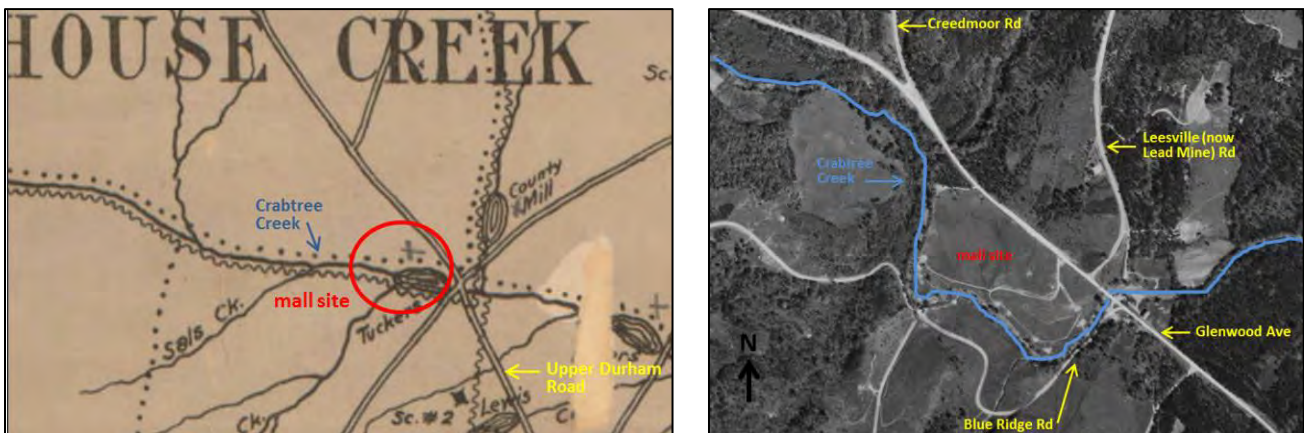 HOUSE CREEK
Sc.
Crabtree
Creek
County
Mill
mall site
Sals Ck.
Tuckers
Ck.
Upper Durham
Road
Sc. #2
Lewis
Creedmoor Rd
Leesville (now
Lead Mine) Rd
Crabtree
Creek
mall site
N
Glenwood Ave
Blue Ridge Rd